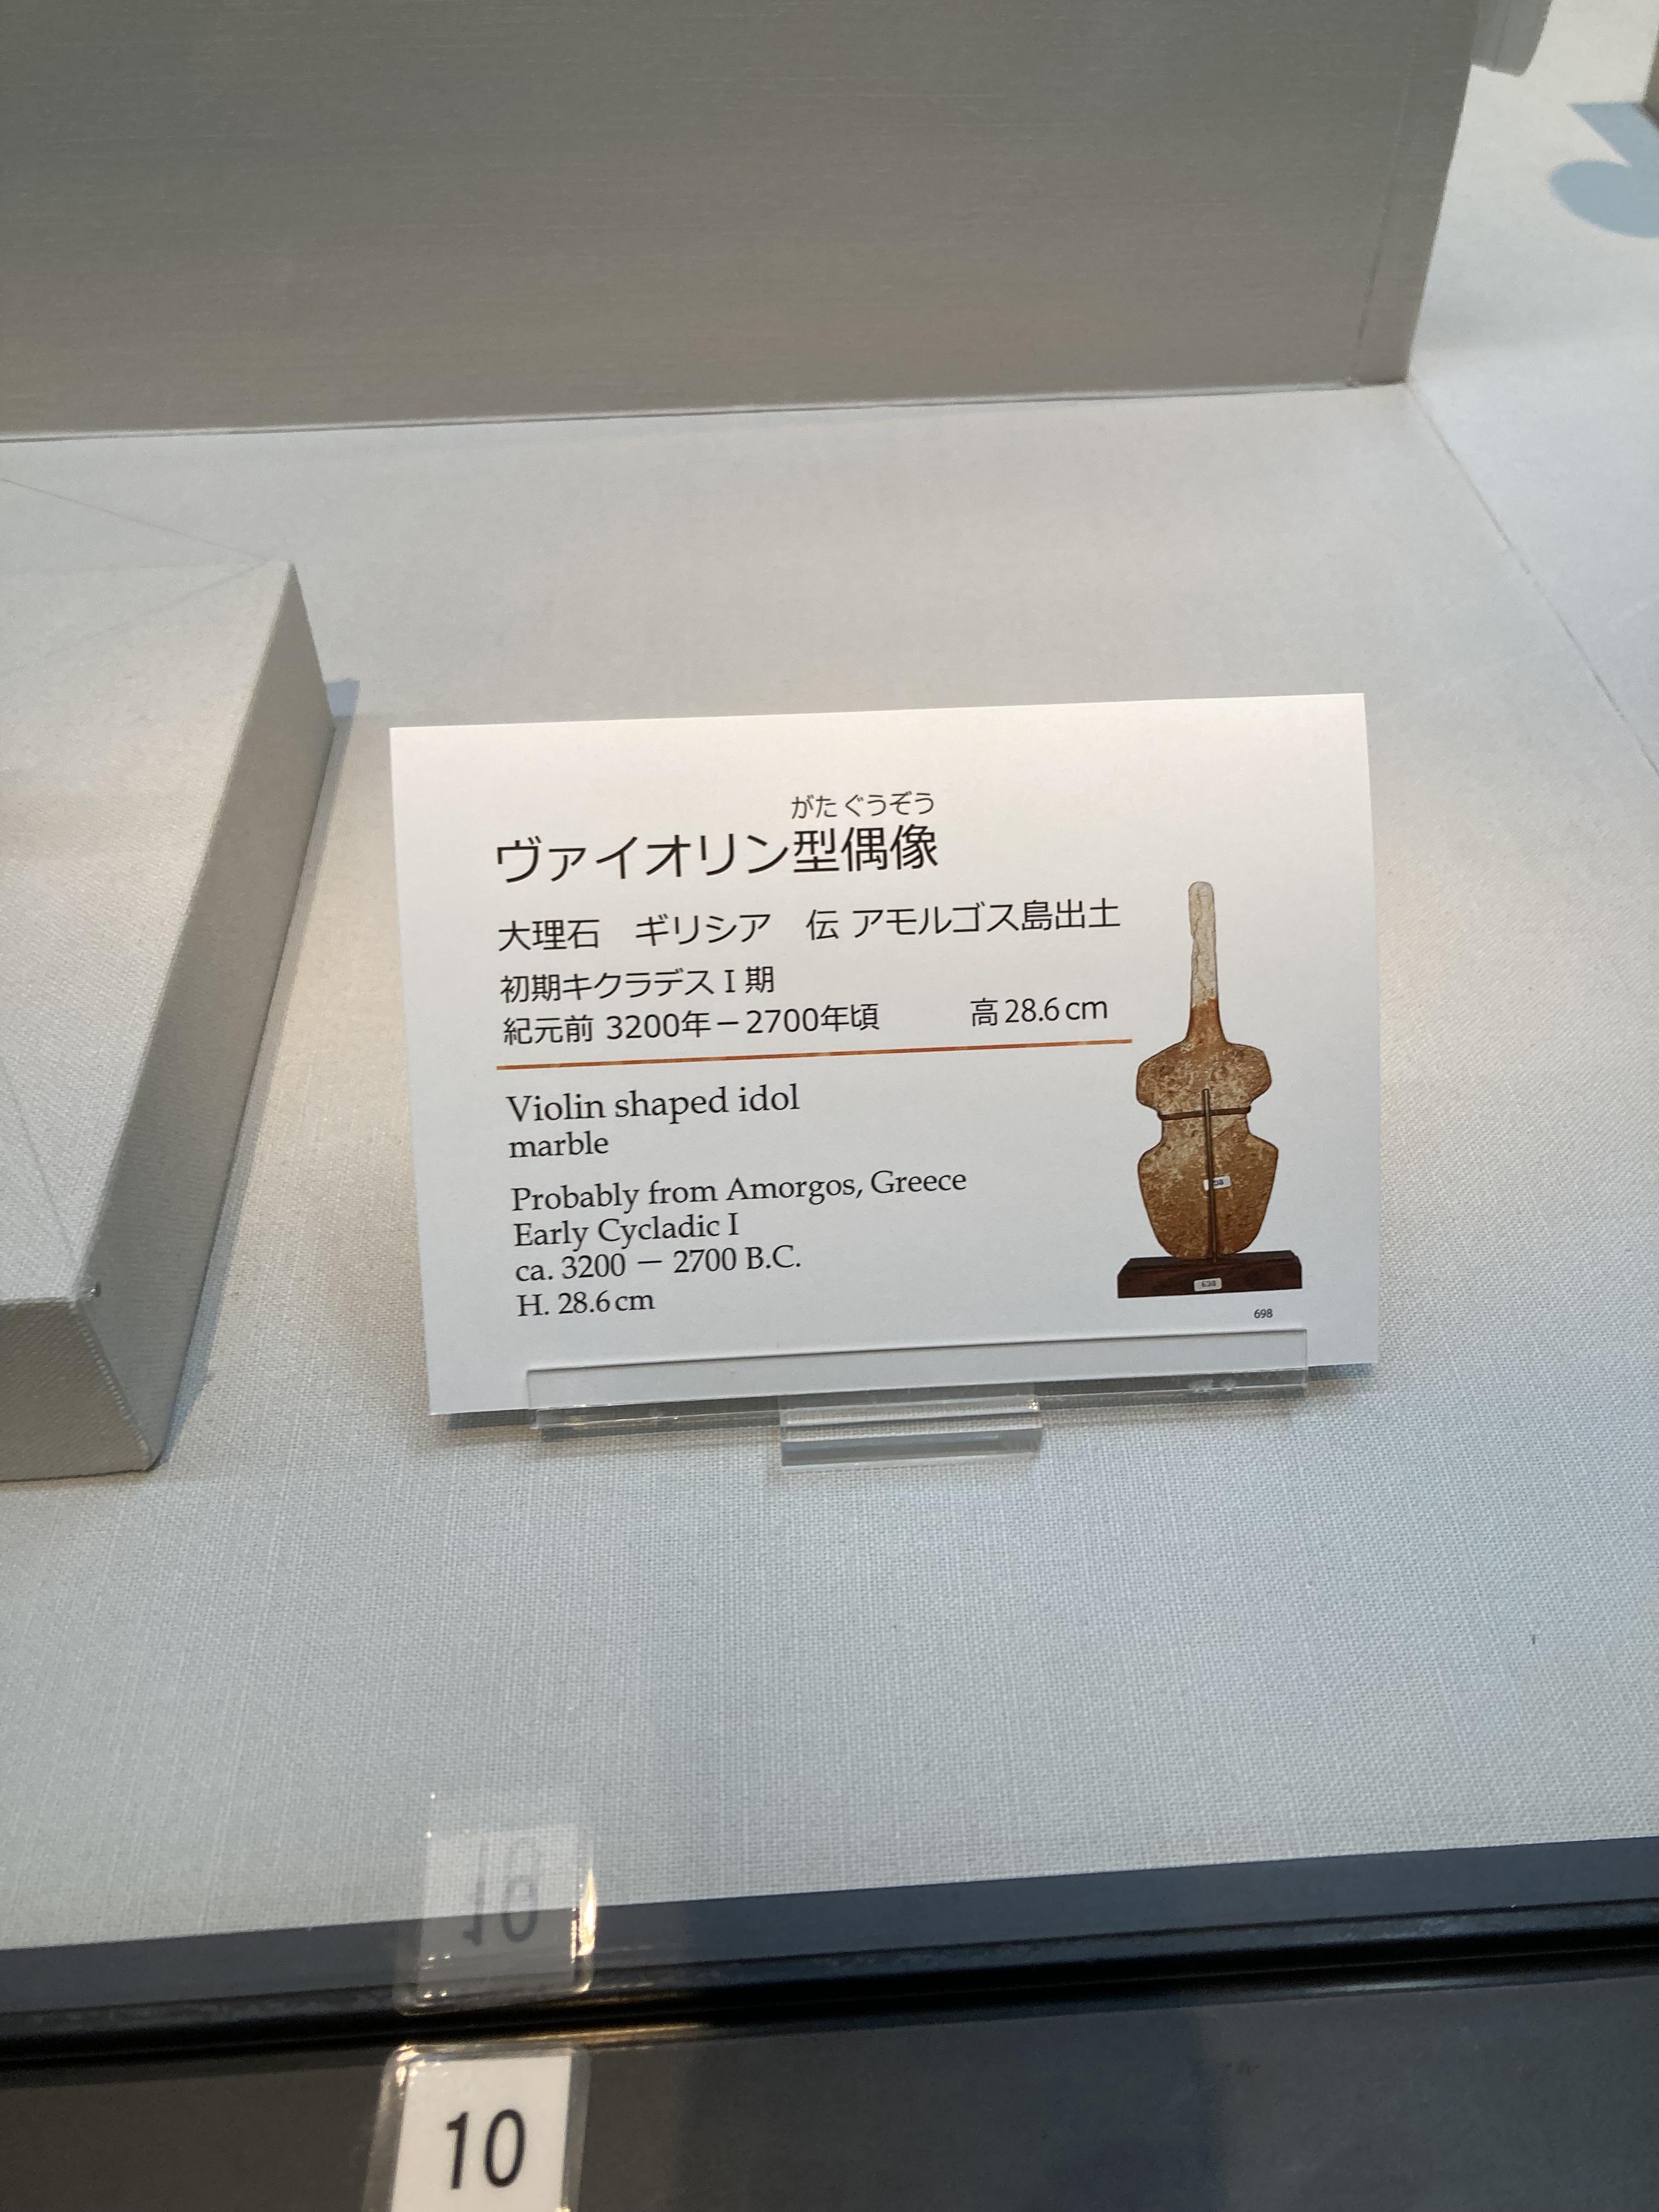 がたぐうぞう
ヴァイオリン型偶像
大理石　ギリシア　伝 アモルゴス島出土
初期キクラデス I 期
紀元前 3200年－2700年頃　高 28.6 cm
Violin shaped idol
marble
Probably from Amorgos, Greece
Early Cycladic I
ca. 3200 － 2700 B.C.
H. 28.6 cm
698
10